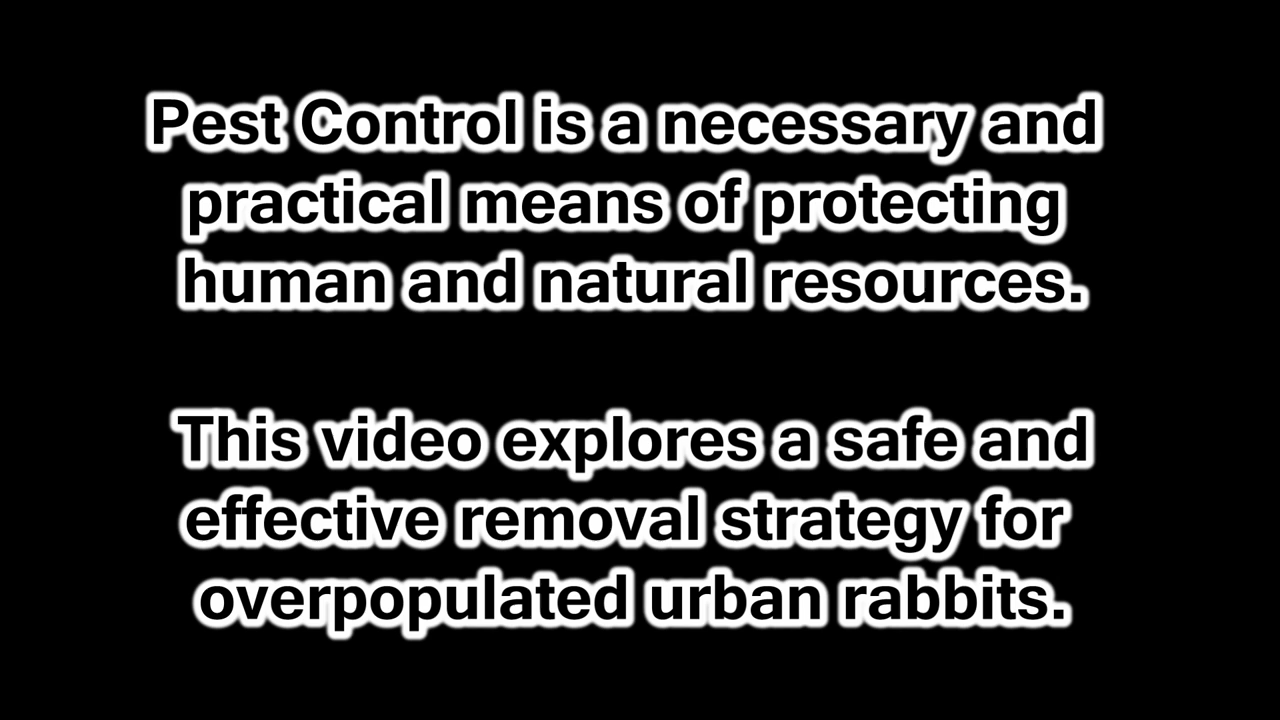 Pest Control is a necessary and
practical means of protecting
human and natural resources.
This video explores a safe and
effective removal strategy for
overpopulated urban rabbits.